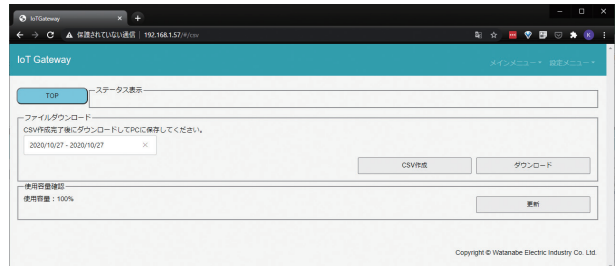 IoTGateway
保護されていない通信 | 192.168.1.57/#/csv
IoT Gateway
メインメニュー 設定メニュー
TOP
ステータス表示
ファイルダウンロード
CSV作成完了後にダウンロードしてPCに保存してください。
2020/10/27 - 2020/10/27
CSV作成 ダウンロード
使用容量確認
使用容量：100%
更新
Copyright © Watanabe Electric Industry Co. Ltd.